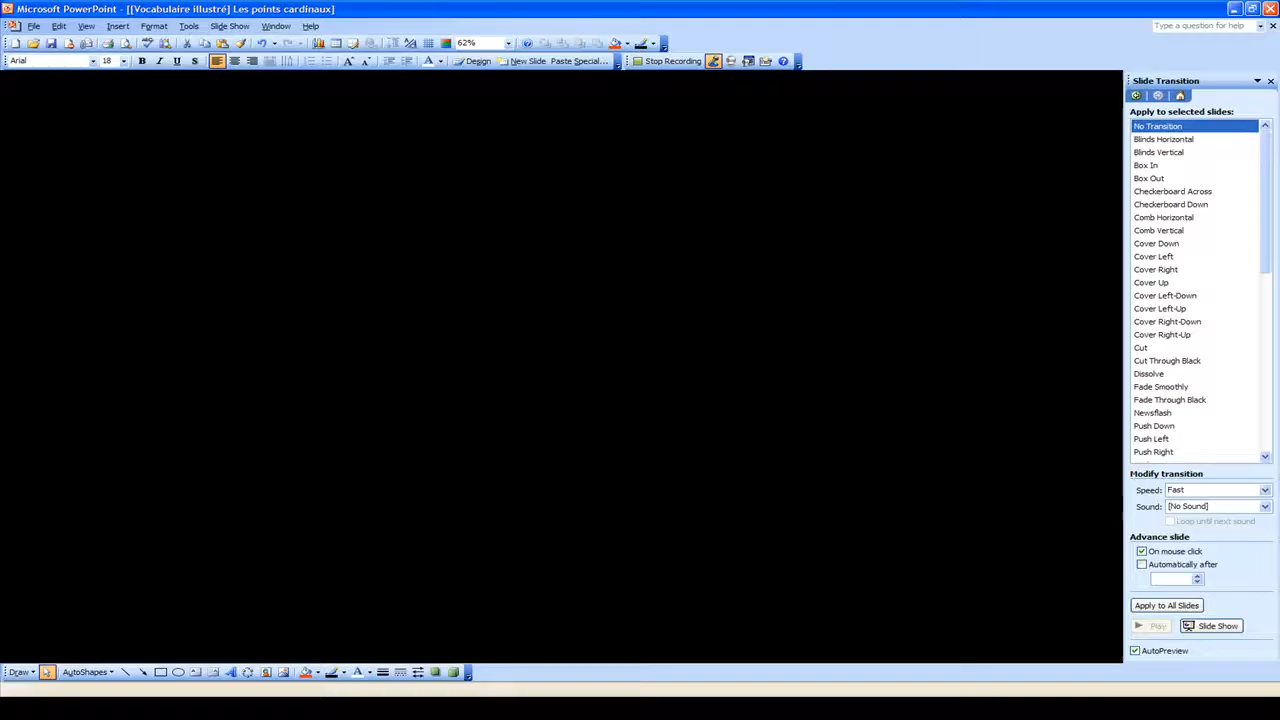 Microsoft PowerPoint - [[Vocabulaire illustré] Les points cardinaux]
File Edit View Insert Format Tools Slide Show Window Help
Type a question for help
62%
Arial 18 B I U S A Design New Slide Paste Special... Stop Recording
Slide Transition
Apply to selected slides:
No Transition
Blinds Horizontal
Blinds Vertical
Box In
Box Out
Checkerboard Across
Checkerboard Down
Comb Horizontal
Comb Vertical
Cover Down
Cover Left
Cover Right
Cover Up
Cover Left-Down
Cover Left-Up
Cover Right-Down
Cover Right-Up
Cut
Cut Through Black
Dissolve
Fade Smoothly
Fade Through Black
Newsflash
Push Down
Push Left
Push Right
Modify transition
Speed: Fast
Sound: [No Sound]
Loop until next sound
Advance slide
On mouse click
Automatically after
Apply to All Slides
Play Slide Show
AutoPreview
Draw AutoShapes